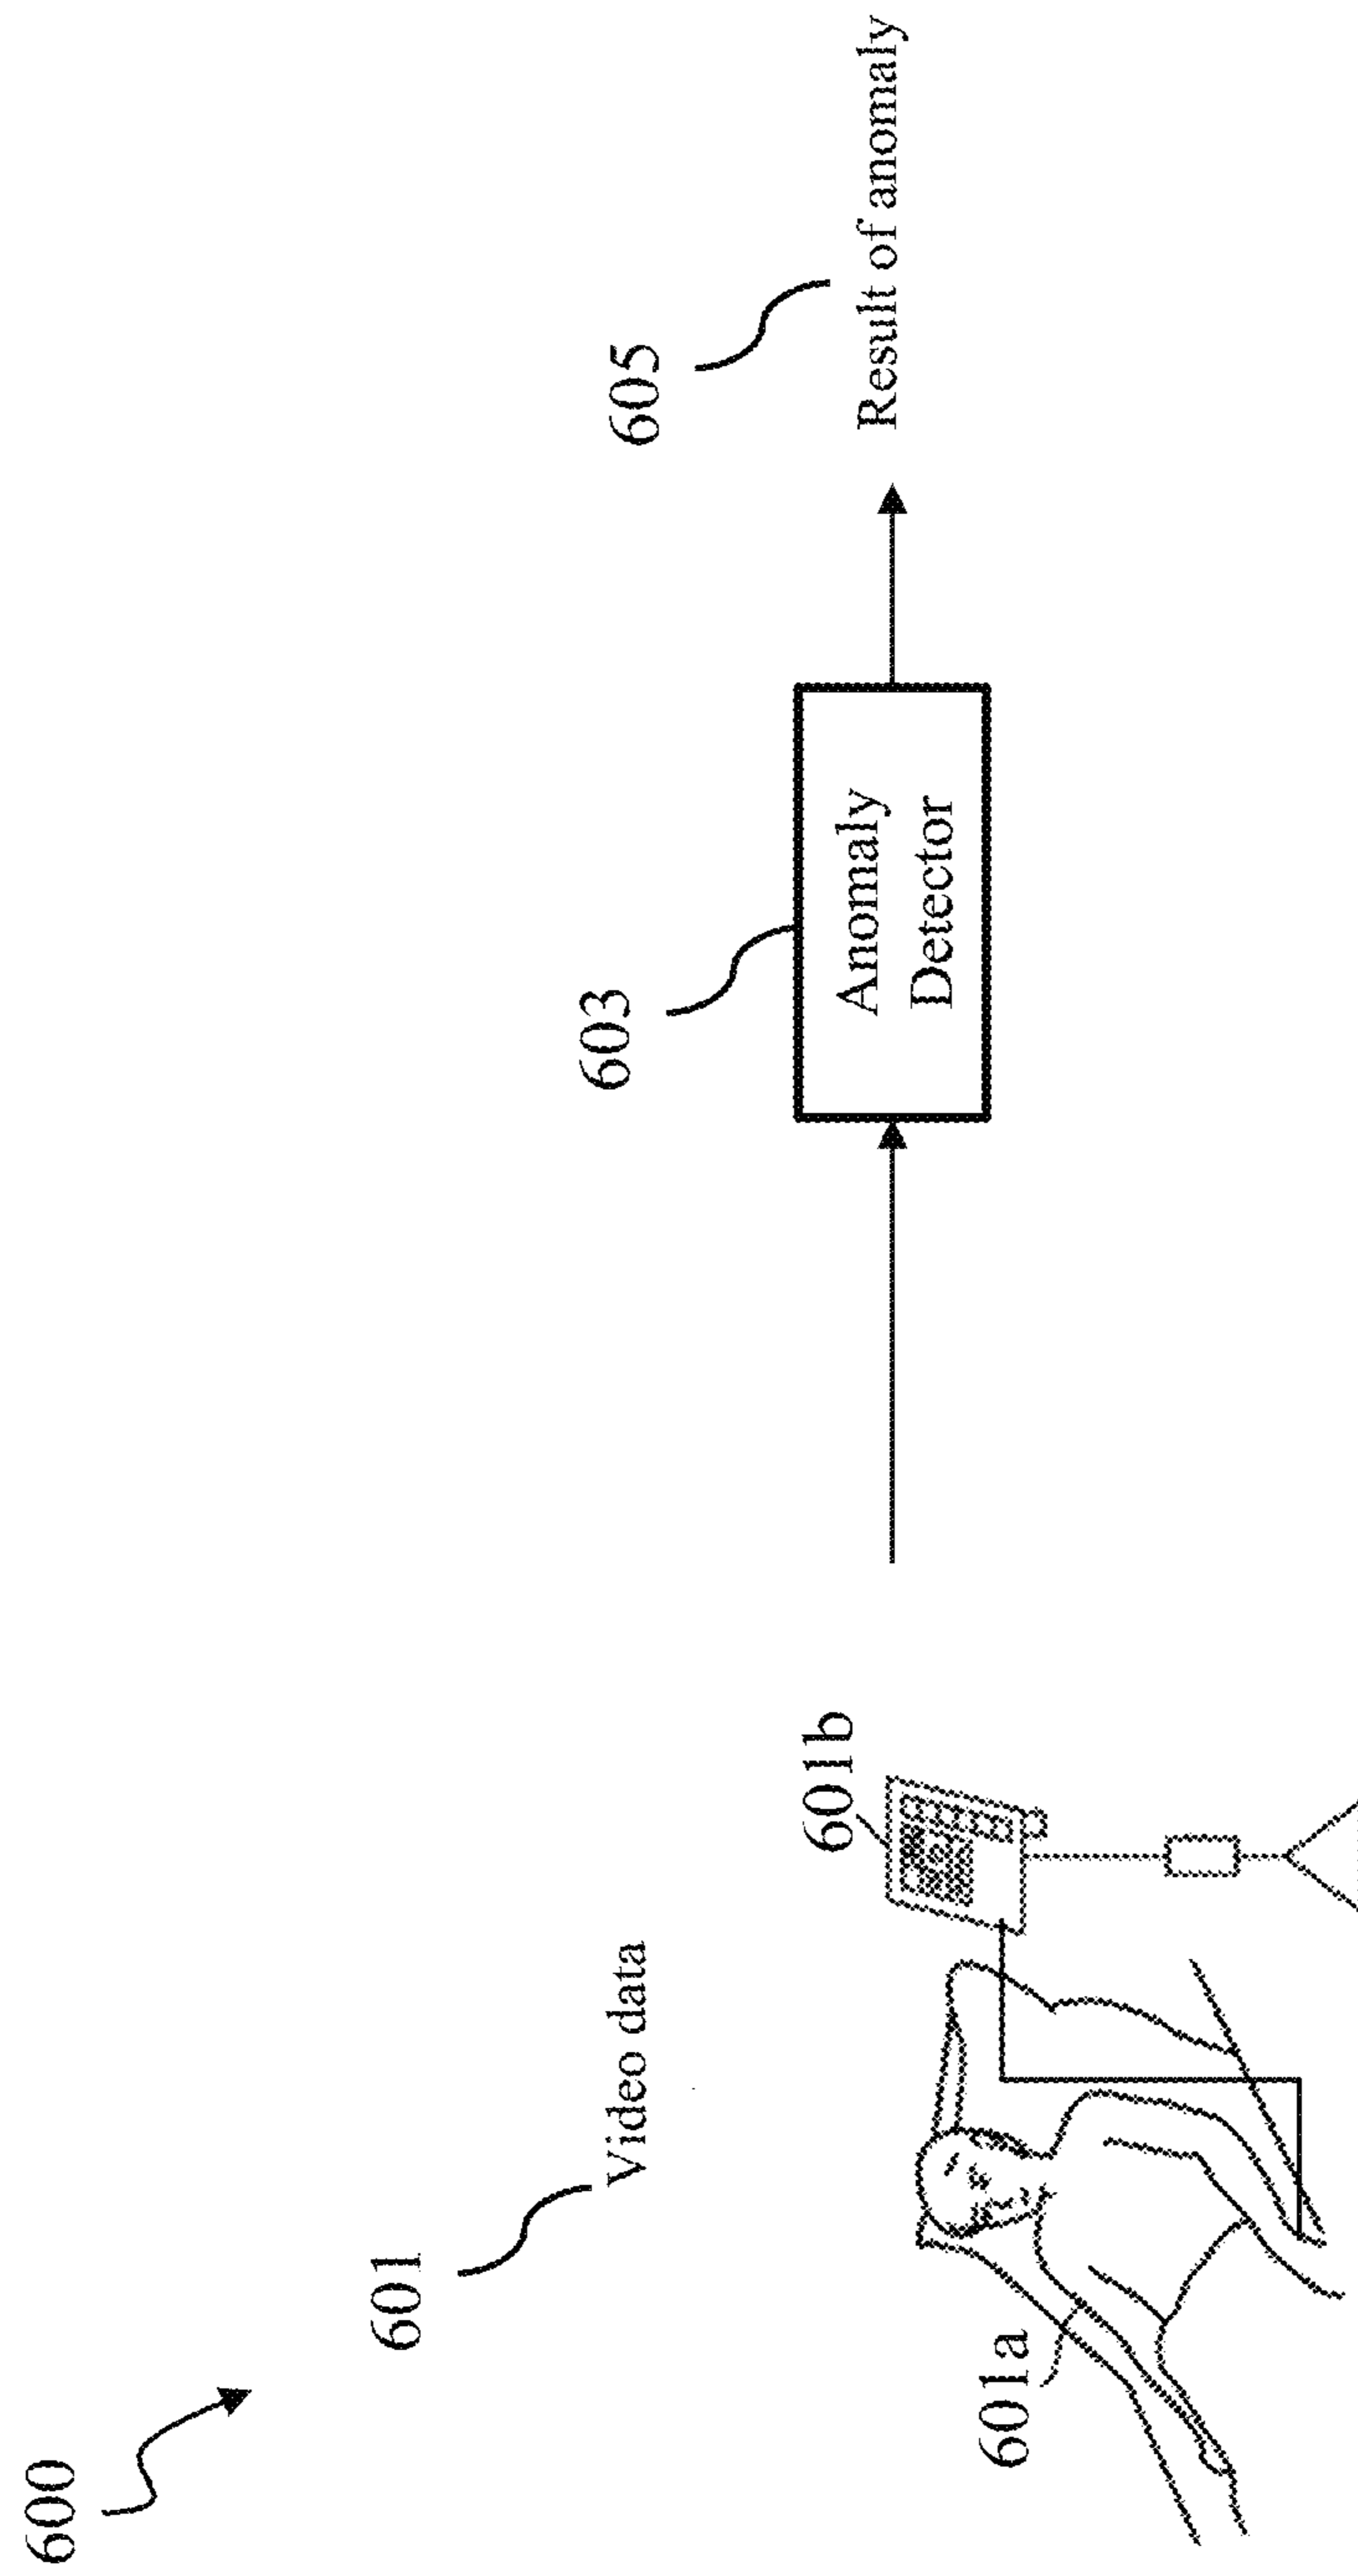 600
601
Video data
601a
601b
603
Anomaly
Detector
605
Result of anomaly